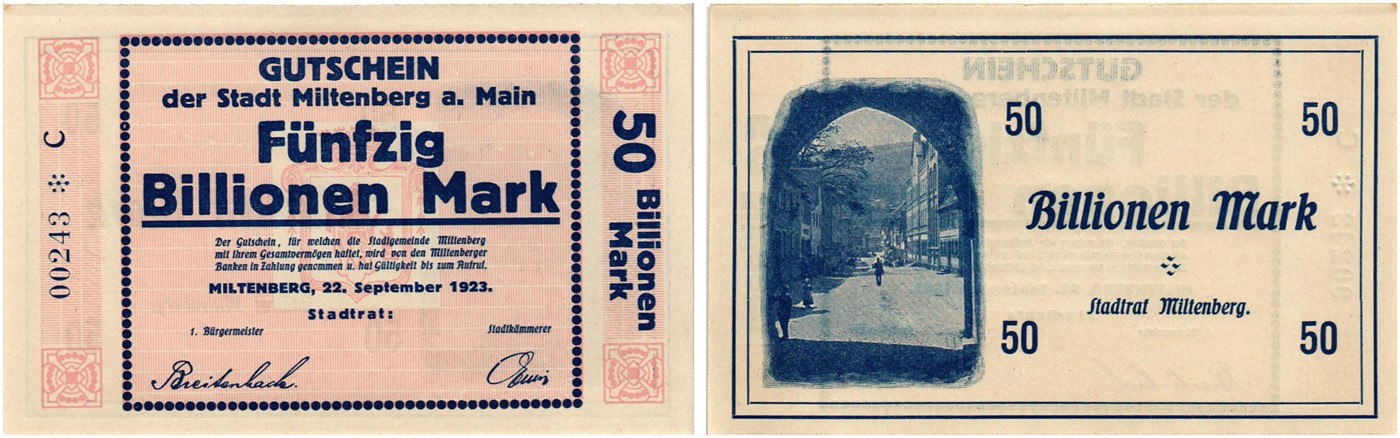 GUTSCHEIN
der Stadt Miltenberg a. Main
Fünfzig
Billionen Mark
Der Gutschein, für welchen die Stadtgemeinde Miltenberg
mit ihrem Gesamtvermögen haftet, wird von den Miltenberger
Banken in Zahlung genommen u. hat Gültigkeit bis zum Aufruf.
MILTENBERG, 22. September 1923.
Stadtrat:
1. Bürgermeister
Stadtkämmerer
Breitenbach.
00243 ※ C
50 Billionen
Mark
50
50
Billionen Mark
Stadtrat Miltenberg.
50
50